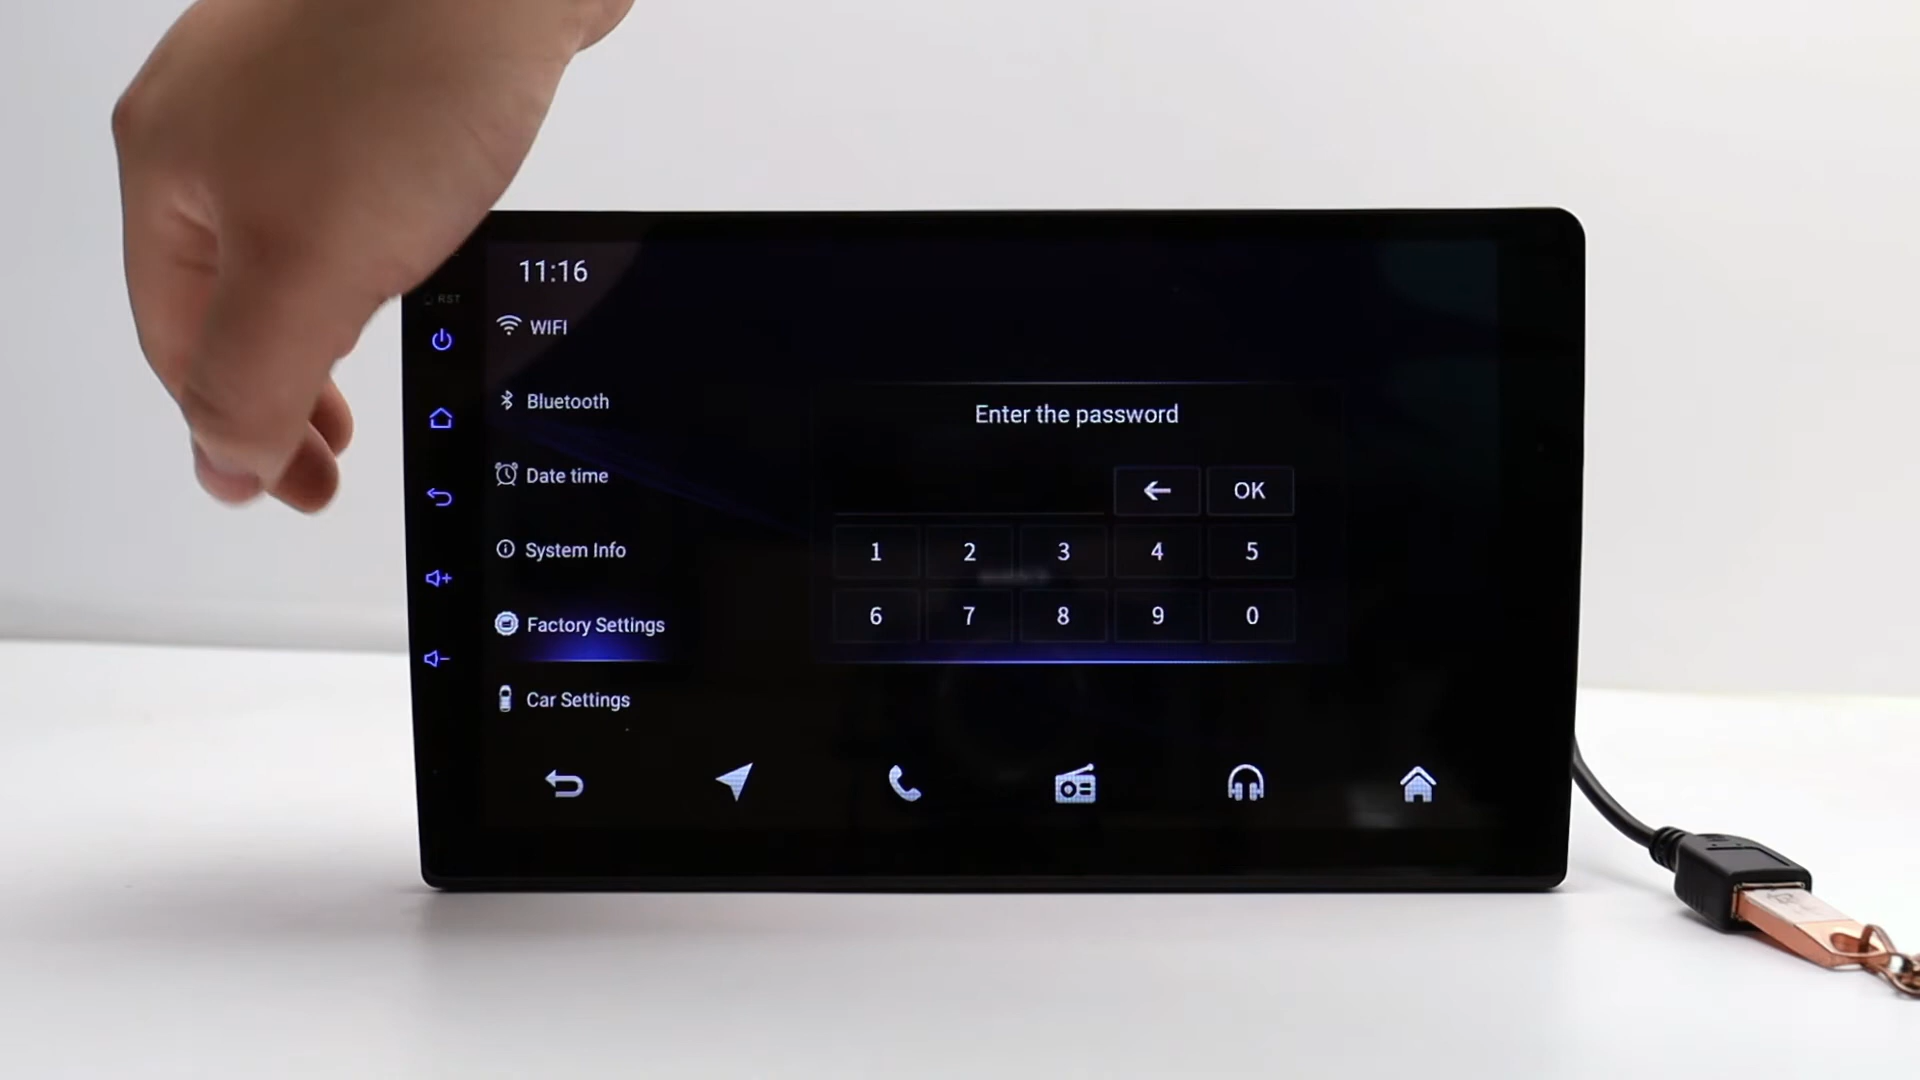 11:16
RST
WIFI
Bluetooth
Date time
System Info
Factory Settings
Car Settings
Enter the password
OK
1 2 3 4 5
6 7 8 9 0